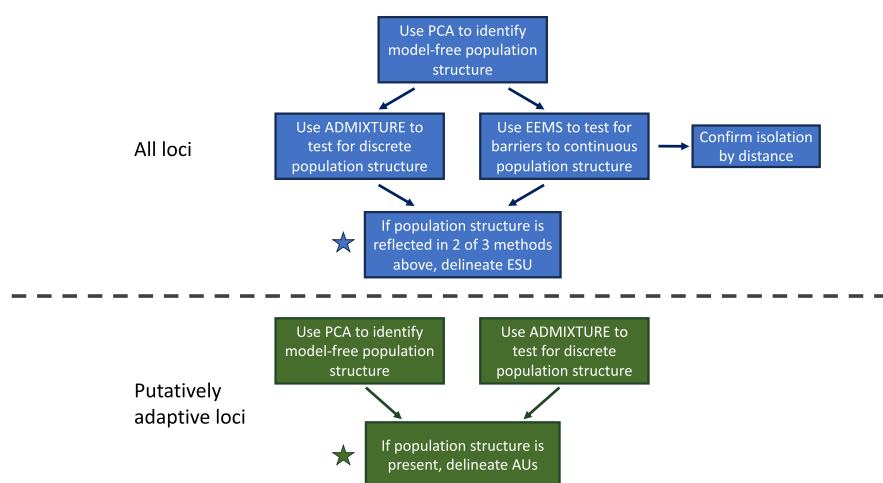 Use PCA to identify
model-free population
structure
All loci
Use ADMIXTURE to
test for discrete
population structure
Use EEMS to test for
barriers to continuous
population structure
Confirm isolation
by distance
If population structure is
reflected in 2 of 3 methods
above, delineate ESU
Putatively
adaptive loci
Use PCA to identify
model-free population
structure
Use ADMIXTURE to
test for discrete
population structure
If population structure is
present, delineate AUs